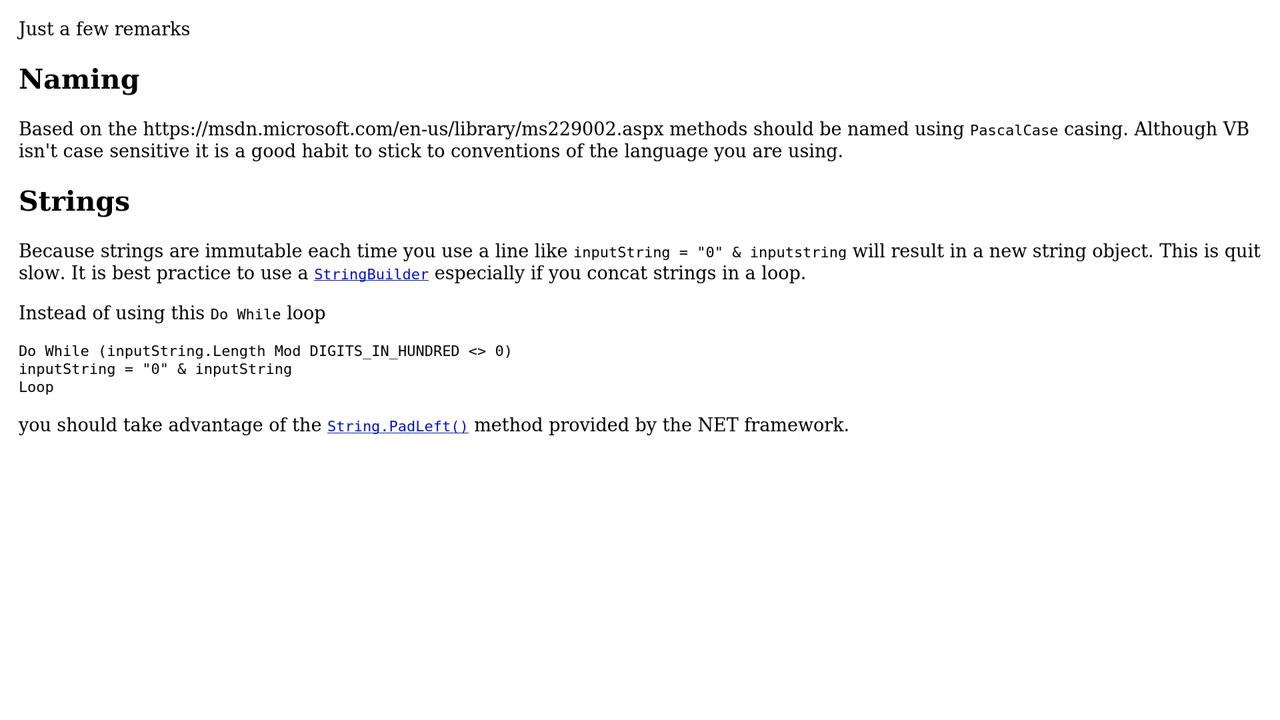 Just a few remarks
Naming
Based on the https://msdn.microsoft.com/en-us/library/ms229002.aspx methods should be named using PascalCase casing. Although VB
isn't case sensitive it is a good habit to stick to conventions of the language you are using.
Strings
Because strings are immutable each time you use a line like inputString = "0" & inputstring will result in a new string object. This is quit
slow. It is best practice to use a StringBuilder especially if you concat strings in a loop.
Instead of using this Do While loop
Do While (inputString.Length Mod DIGITS_IN_HUNDRED <> 0)
inputString = "0" & inputString
Loop
you should take advantage of the String.PadLeft() method provided by the NET framework.